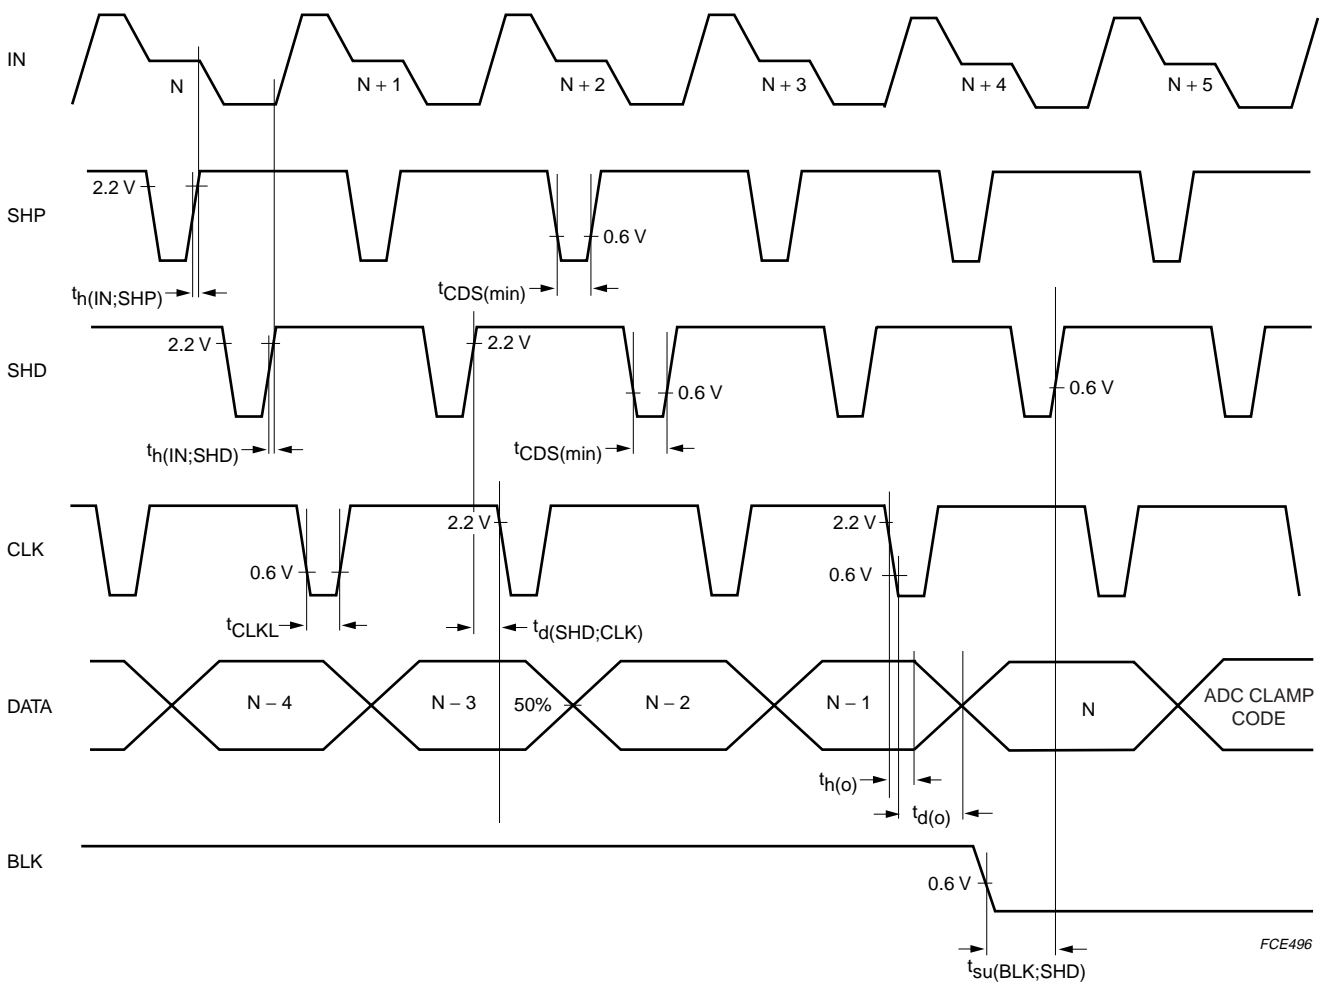 IN
N
N + 1
N + 2
N + 3
N + 4
N + 5
2.2 V
SHP
0.6 V
th(IN;SHP)
tCDS(min)
2.2 V
2.2 V
SHD
0.6 V
0.6 V
th(IN;SHD)
tCDS(min)
2.2 V
2.2 V
CLK
0.6 V
0.6 V
tCLKL
td(SHD;CLK)
DATA
N − 4
N − 3
50%
N − 2
N − 1
N
ADC CLAMP
CODE
th(o)
td(o)
BLK
0.6 V
FCE496
tsu(BLK;SHD)